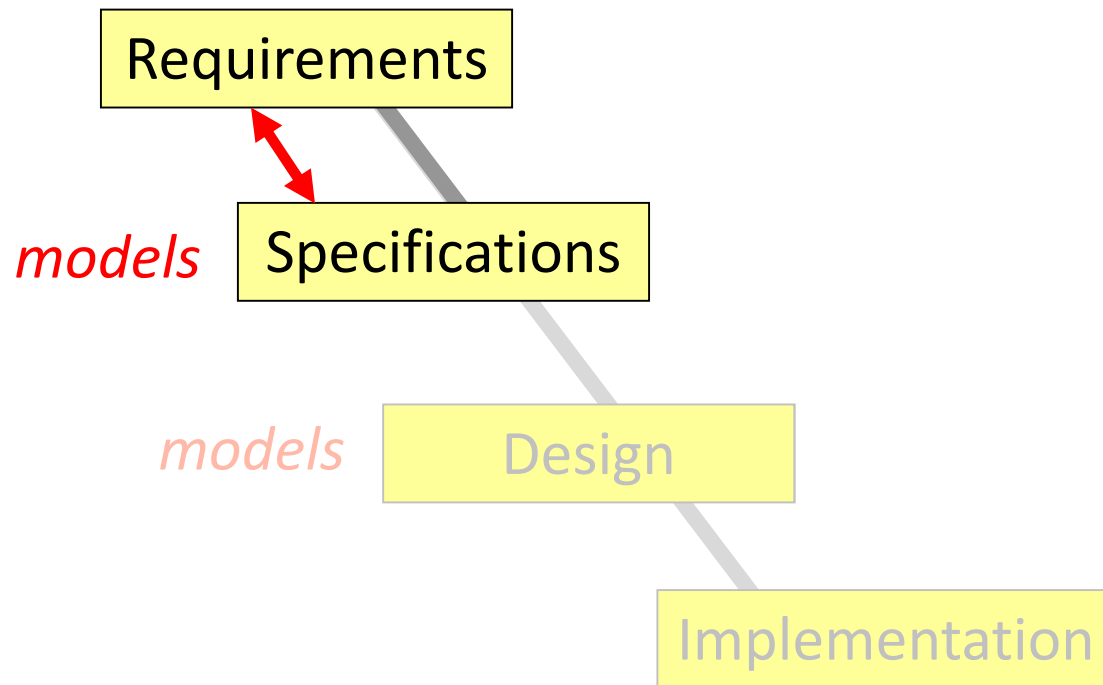 Requirements
Specifications
models
Design
models
Implementation